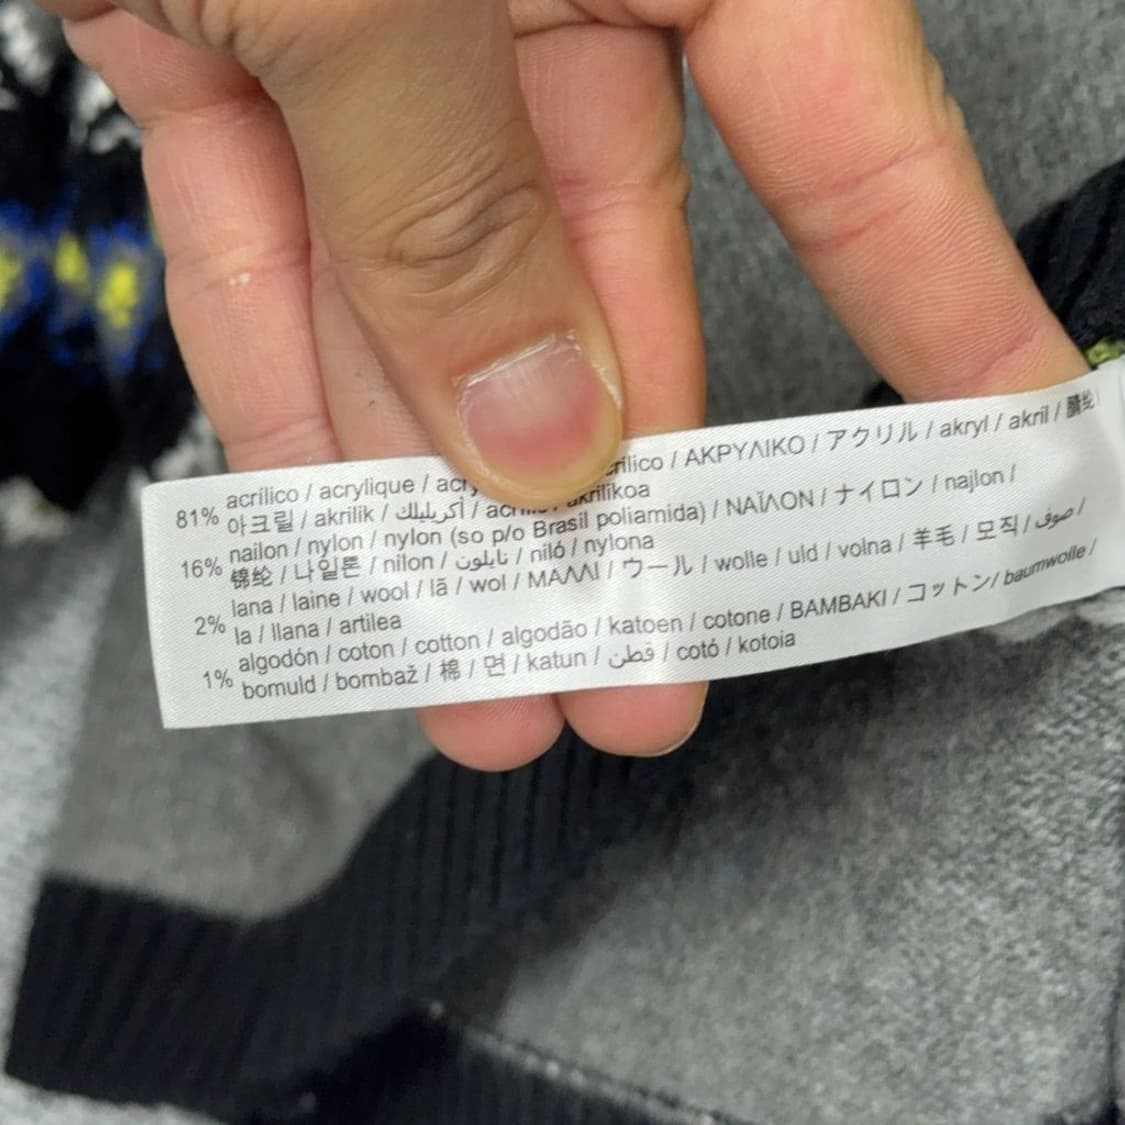 81% acrílico / acrylique / acry acrílico / ΑΚΡΥΛΙΚΟ / アクリル / akryl / akril / 腈纶
아크릴 / akrilik / أكريليك / akrilikoa
16% nailon / nylon / nylon (so p/o Brasil poliamida) / ΝΑΪΛΟΝ / ナイロン / najlon /
锦纶 / 나일론 / nilon / نايلون / niló / nylona
2% lana / laine / wool / lã / wol / ΜΑΛΛΙ / ウール / wolle / uld / volna / 羊毛 / 모직 / صوف /
la / llana / artilea
1% algodón / coton / cotton / algodão / katoen / cotone / BAMBAKI / コットン/ baumwolle /
bomuld / bombaž / 棉 / 면 / katun / قطن / cotó / kotoia